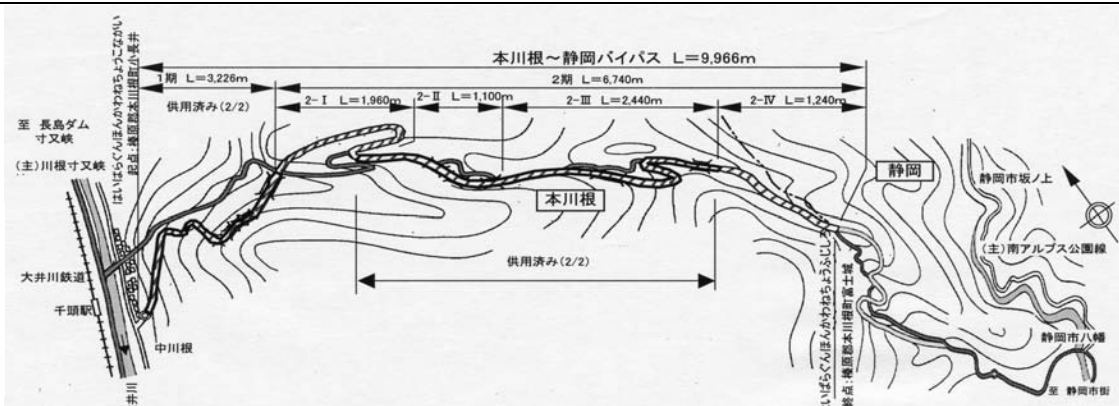 本川根～静岡バイパス L=9,966m
1期 L=3,226m
2期 L=6,740m
供用済み(2/2)
2-Ⅰ L=1,960m
2-Ⅱ L=1,100m
2-Ⅲ L=2,440m
2-Ⅳ L=1,240m
はいばらぐんほんかわねちょうこながい
起点:榛原郡本川根町小長井
至 長島ダム
寸又峡
(主)川根寸又峡
大井川鉄道
千頭駅
中川根
井川
本川根
供用済み(2/2)
静岡
静岡市坂ノ上
(主)南アルプス公園線
静岡市八幡
至 静岡市街
はいばらぐんほんかわねちょうふじしろ
終点:榛原郡本川根町富士城